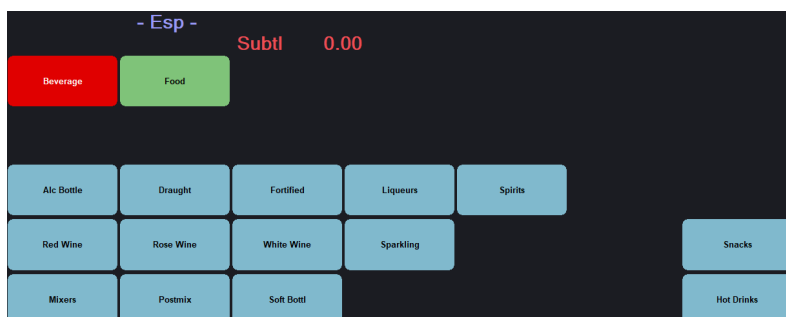 - Esp -
Subtl 0.00
Beverage Food
Alc Bottle Draught Fortified Liqueurs Spirits
Red Wine Rose Wine White Wine Sparkling Snacks
Mixers Postmix Soft Bottl Hot Drinks